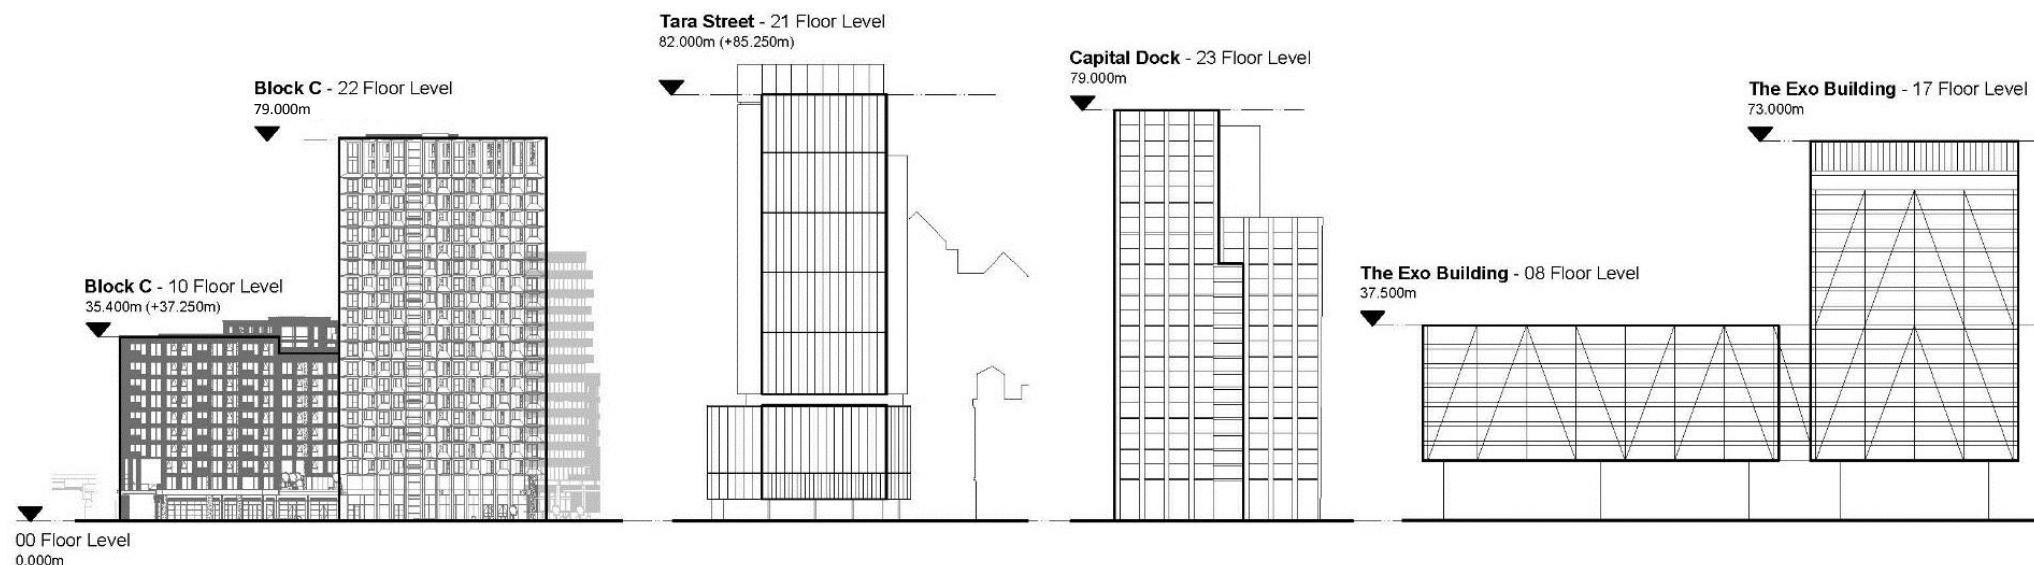 Tara Street - 21 Floor Level
82.000m (+85.250m)
Capital Dock - 23 Floor Level
79.000m
Block C - 22 Floor Level
79.000m
The Exo Building - 17 Floor Level
73.000m
The Exo Building - 08 Floor Level
37.500m
Block C - 10 Floor Level
35.400m (+37.250m)
00 Floor Level
0.000m